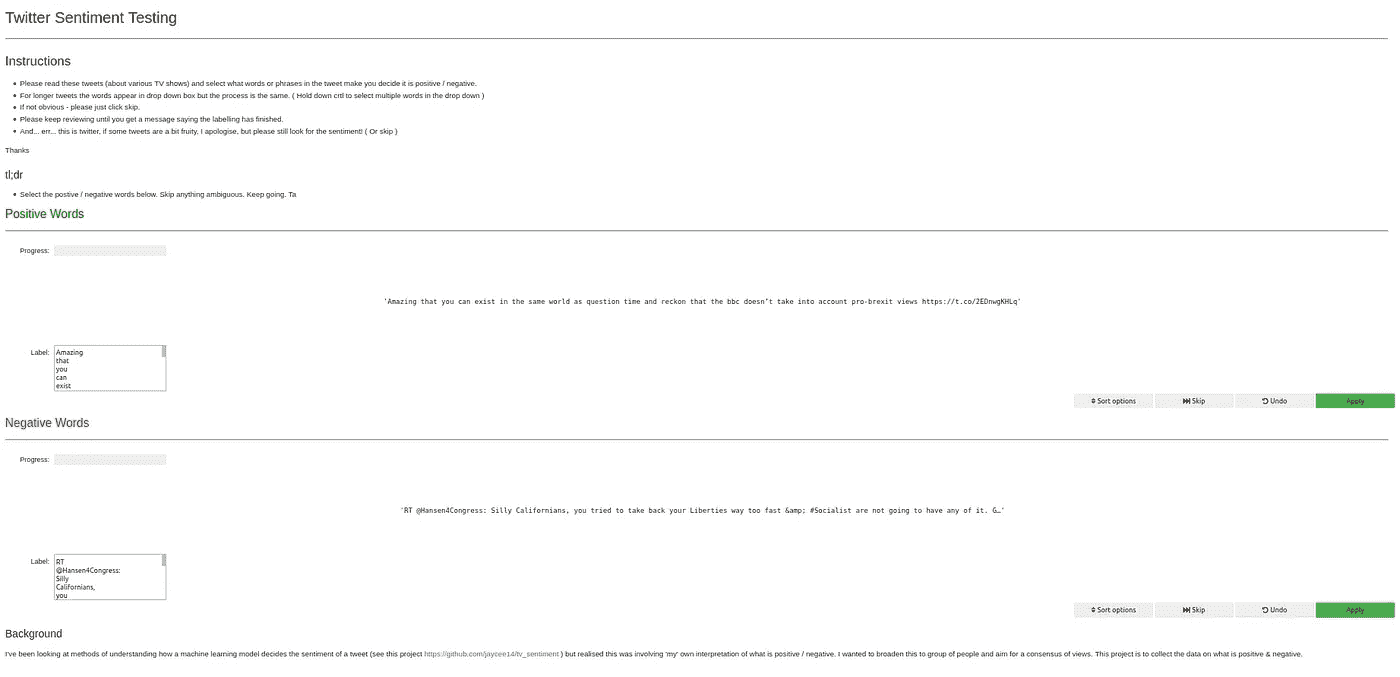 Twitter Sentiment Testing
Instructions
Please read these tweets (about various TV shows) and select what words or phrases in the tweet make you decide it is positive / negative.
For longer tweets the words appear in drop down box but the process is the same. ( Hold down crtl to select multiple words in the drop down )
If not obvious - please just click skip.
Please keep reviewing until you get a message saying the labelling has finished.
And... err... this is twitter, if some tweets are a bit fruity, I apologise, but please still look for the sentiment! ( Or skip )
Thanks
tl;dr
Select the postive / negative words below. Skip anything ambiguous. Keep going. Ta
Positive Words
Progress:
'Amazing that you can exist in the same world as question time and reckon that the bbc doesn"t take into account pro-brexit views https://t.co/2EDnwgKHLq'
Label:
Amazing
that
you
can
exist
Sort options Skip Undo Apply
Negative Words
Progress:
'RT @Hansen4Congress: Silly Californians, you tried to take back your Liberties way too fast &amp; #Socialist are not going to have any of it. G…'
Label:
RT
@Hansen4Congress:
Silly
Californians,
you
Sort options Skip Undo Apply
Background
I've been looking at methods of understanding how a machine learning model decides the sentiment of a tweet (see this project https://github.com/jaycee14/tv_sentiment ) but realised this was involving 'my' own interpretation of what is positive / negative. I wanted to broaden this to group of people and aim for a consensus of views. This project is to collect the data on what is positive & negative.